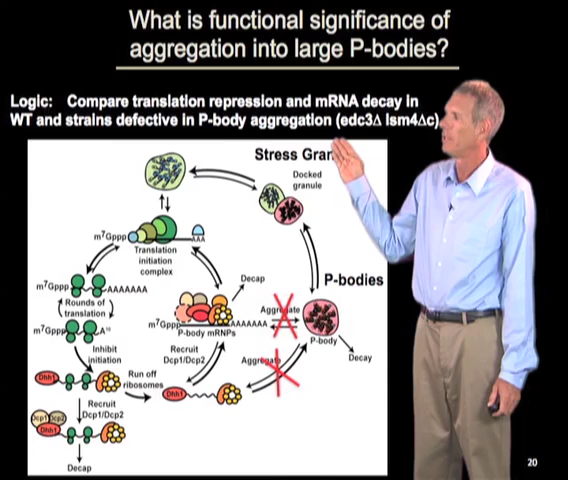 What is functional significance of
aggregation into large P-bodies?
Logic: Compare translation repression and mRNA decay in
WT and strains defective in P-body aggregation (edc3Δ lsm4Δc)
Stress Gran
Docked
granule
m⁷Gppp
AAA
Translation
initiation
complex
P-bodies
Decap
m⁷Gppp AAAAAAA
Rounds of
translation
m⁷Gppp AAAAAAA
P-body mRNPs
Aggregate
m⁷Gppp
P-body
Decay
Inhibit
initiation
Recruit
Dcp1/Dcp2
Aggregate
Dhh1
Run off
ribosomes
Dhh1
Recruit
Dcp1/Dcp2
Dcp1 Dcp2
Dhh1
Decap
20